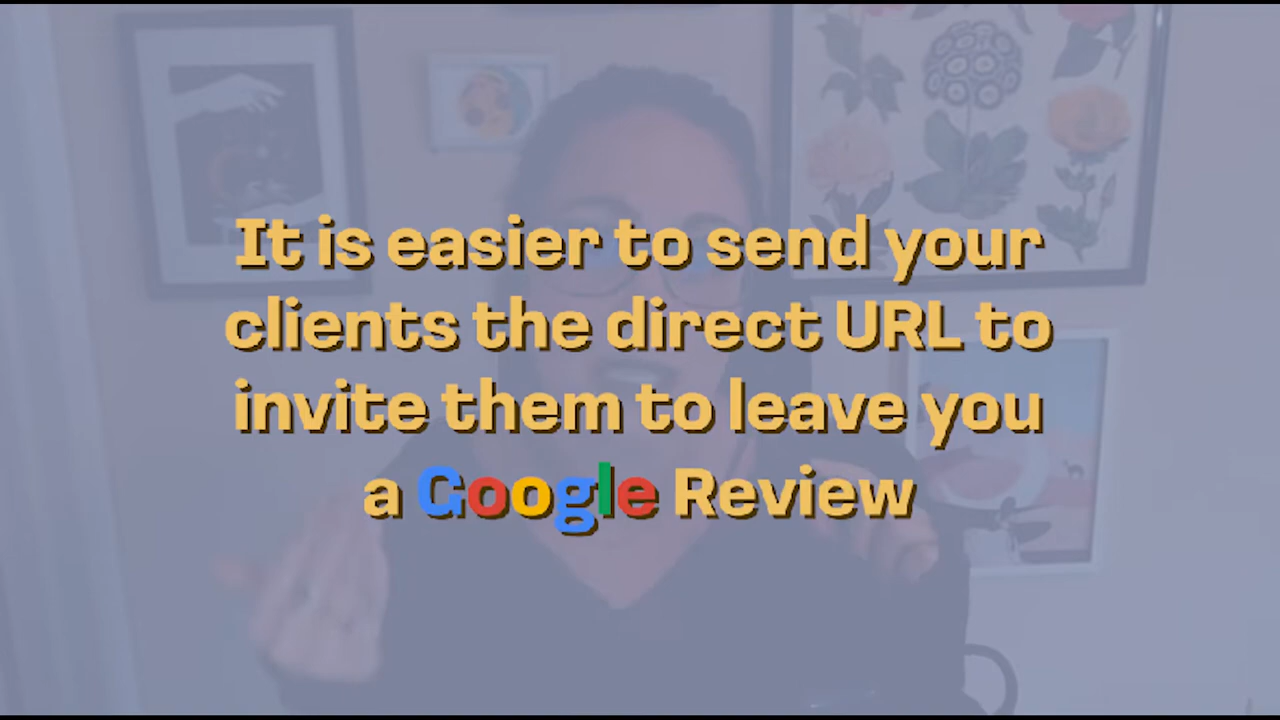 It is easier to send your
clients the direct URL to
invite them to leave you
a Google Review